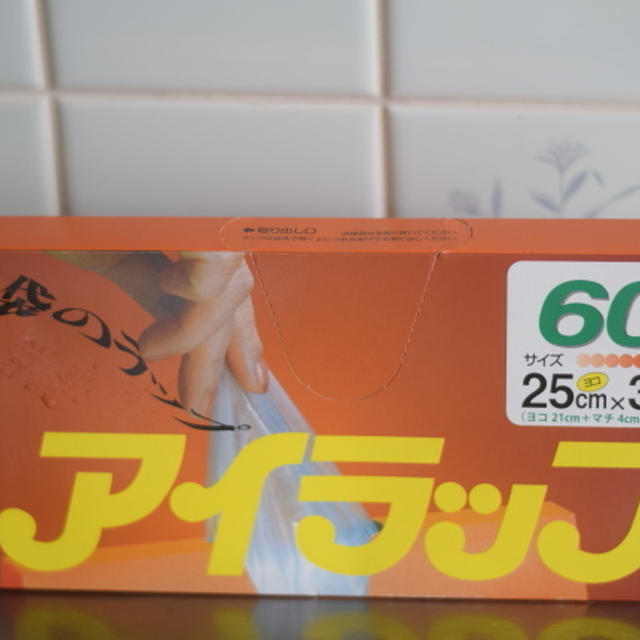 取り出し口
袋のラップ。
60
サイズ ヨコ
25cm×3
(ヨコ 21cm+マチ 4cm
アイラップ